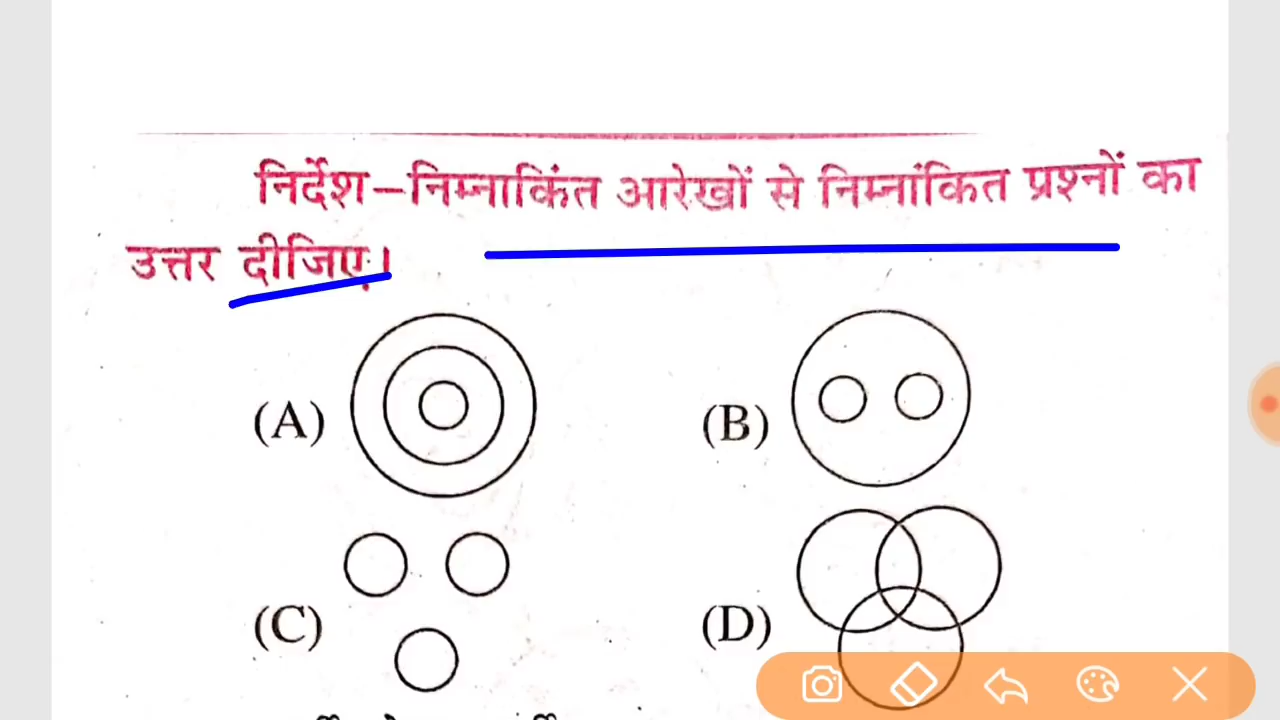 निर्देश–निम्नाकिंत आरेखों से निम्नांकित प्रश्नों का
उत्तर दीजिए।
(A)
(B)
(C)
(D)